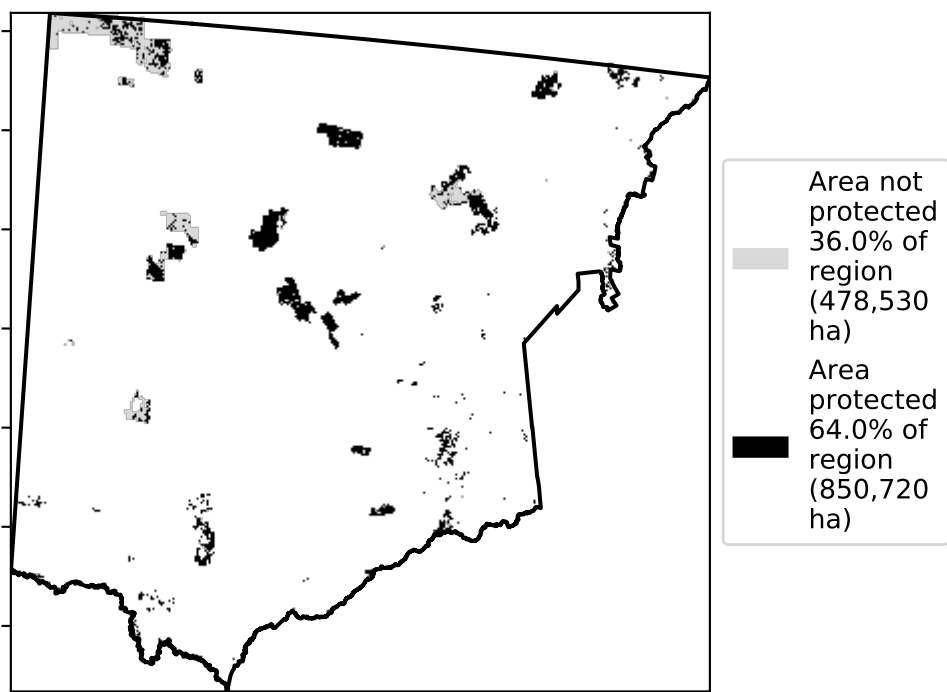 Area not
protected
36.0% of
region
(478,530
ha)
Area
protected
64.0% of
region
(850,720
ha)